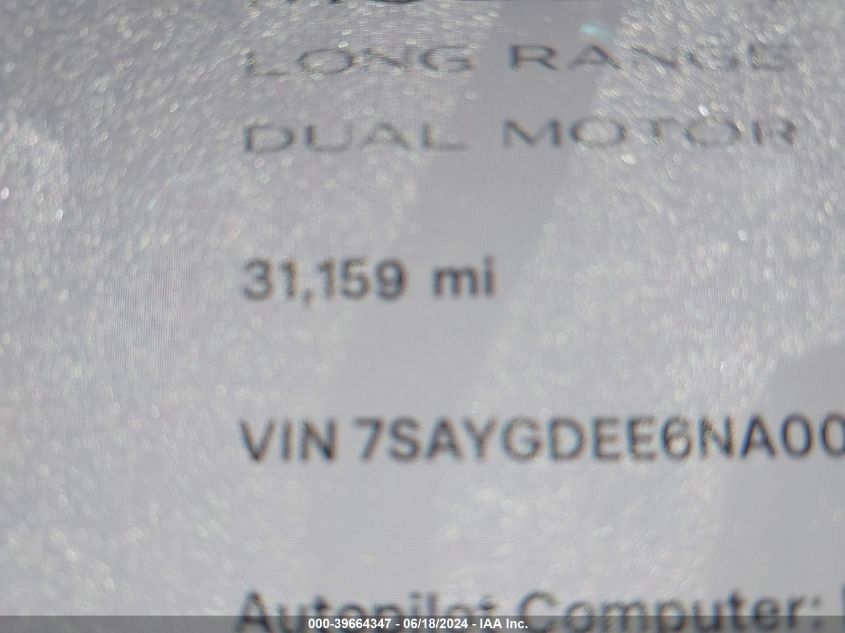 LONG RANGE
DUAL MOTOR
31,159 mi
VIN 7SAYGDEE6NA00
Autopilot Computer:
000-39664347 - 06/18/2024 - IAA Inc.